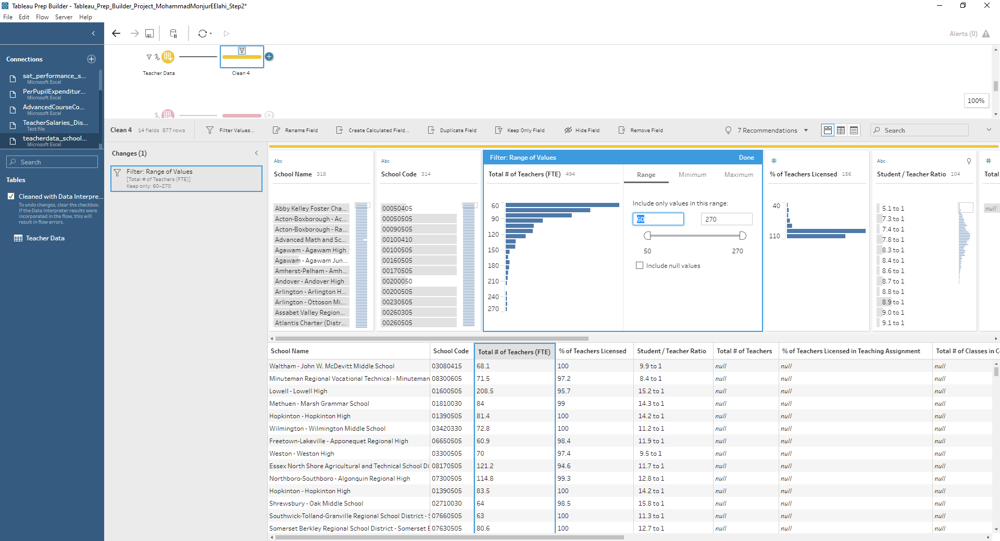 Tableau Prep Builder - Tableau_Prep_Builder_Project_MohammadMonjurEElahi_Step2*
File Edit Flow Server Help
Alerts (0)
Connections
sat_performance_s...
Microsoft Excel
PerPupilExpenditur...
Microsoft Excel
AdvancedCourseCo...
Microsoft Excel
TeacherSalaries_Dis...
Text file
teacherdata_school...
Microsoft Excel
Search
Tables
Cleaned with Data Interpre...
To undo changes, clear the checkbox.
If the Data Interpreter results were
incorporated in the flow, this will
result in flow errors.
Teacher Data
Teacher Data
Clean 4
100%
Clean 4 14 fields 877 rows Filter Values... Rename Field Create Calculated Field... Duplicate Field Keep Only Field Hide Field Remove Field 7 Recommendations Search
Changes (1)
Filter: Range of Values
[Total # of Teachers (FTE)]
Keep only: 60–270
Abc
School Name 318
Abby Kelley Foster Cha...
Acton-Boxborough - Ac...
Acton-Boxborough - Ra...
Advanced Math and Sc...
Agawam - Agawam High
Agawam - Agawam Jun...
Amherst-Pelham - Amh...
Andover - Andover High
Arlington - Arlington H...
Arlington - Ottoson Mi...
Assabet Valley Region...
Atlantis Charter (Distr...
Abc
School Code 314
00050405
00050505
00090505
00100410
00100505
00160505
00170505
00200050
00200505
00230505
00260305
00260505
Filter: Range of Values Done
Total # of Teachers (FTE) 494
60
90
120
150
180
210
240
270
Range Minimum Maximum
Include only values in this range:
60 270
50 270
Include null values
#
% of Teachers Licensed 156
40
110
Abc
Student / Teacher Ratio 104
5.1 to 1
7.3 to 1
7.4 to 1
7.8 to 1
8.3 to 1
8.4 to 1
8.6 to 1
8.7 to 1
8.8 to 1
8.9 to 1
9.0 to 1
9.1 to 1
#
Total
null
School Name School Code Total # of Teachers (FTE) % of Teachers Licensed Student / Teacher Ratio Total # of Teachers % of Teachers Licensed in Teaching Assignment Total # of Classes in C
Waltham - John W. McDevitt Middle School 03080415 68.1 100 9.9 to 1 null null null
Minuteman Regional Vocational Technical - Minuteman 08300605 71.5 97.2 8.4 to 1 null null null
Lowell - Lowell High 01600505 208.5 95.7 15.2 to 1 null null null
Methuen - Marsh Grammar School 01810030 84 99 14.3 to 1 null null null
Hopkinton - Hopkinton High 01390505 81.4 100 14.2 to 1 null null null
Wilmington - Wilmington Middle School 03420330 72.8 100 11.2 to 1 null null null
Freetown-Lakeville - Apponequet Regional High 06650505 60.9 98.4 11.9 to 1 null null null
Weston - Weston High 03300505 70 97.4 9.5 to 1 null null null
Essex North Shore Agricultural and Technical School Di 08170505 121.2 94.6 11.7 to 1 null null null
Northboro-Southboro - Algonquin Regional High 07300505 114.8 99.3 12.8 to 1 null null null
Hopkinton - Hopkinton High 01390505 83.5 100 14.2 to 1 null null null
Shrewsbury - Oak Middle School 02710030 64 98.5 15.8 to 1 null null null
Southwick-Tolland-Granville Regional School District - S 07660505 63 100 11.3 to 1 null null null
Somerset Berkley Regional School District - Somerset B 07630505 80.6 100 12.7 to 1 null null null